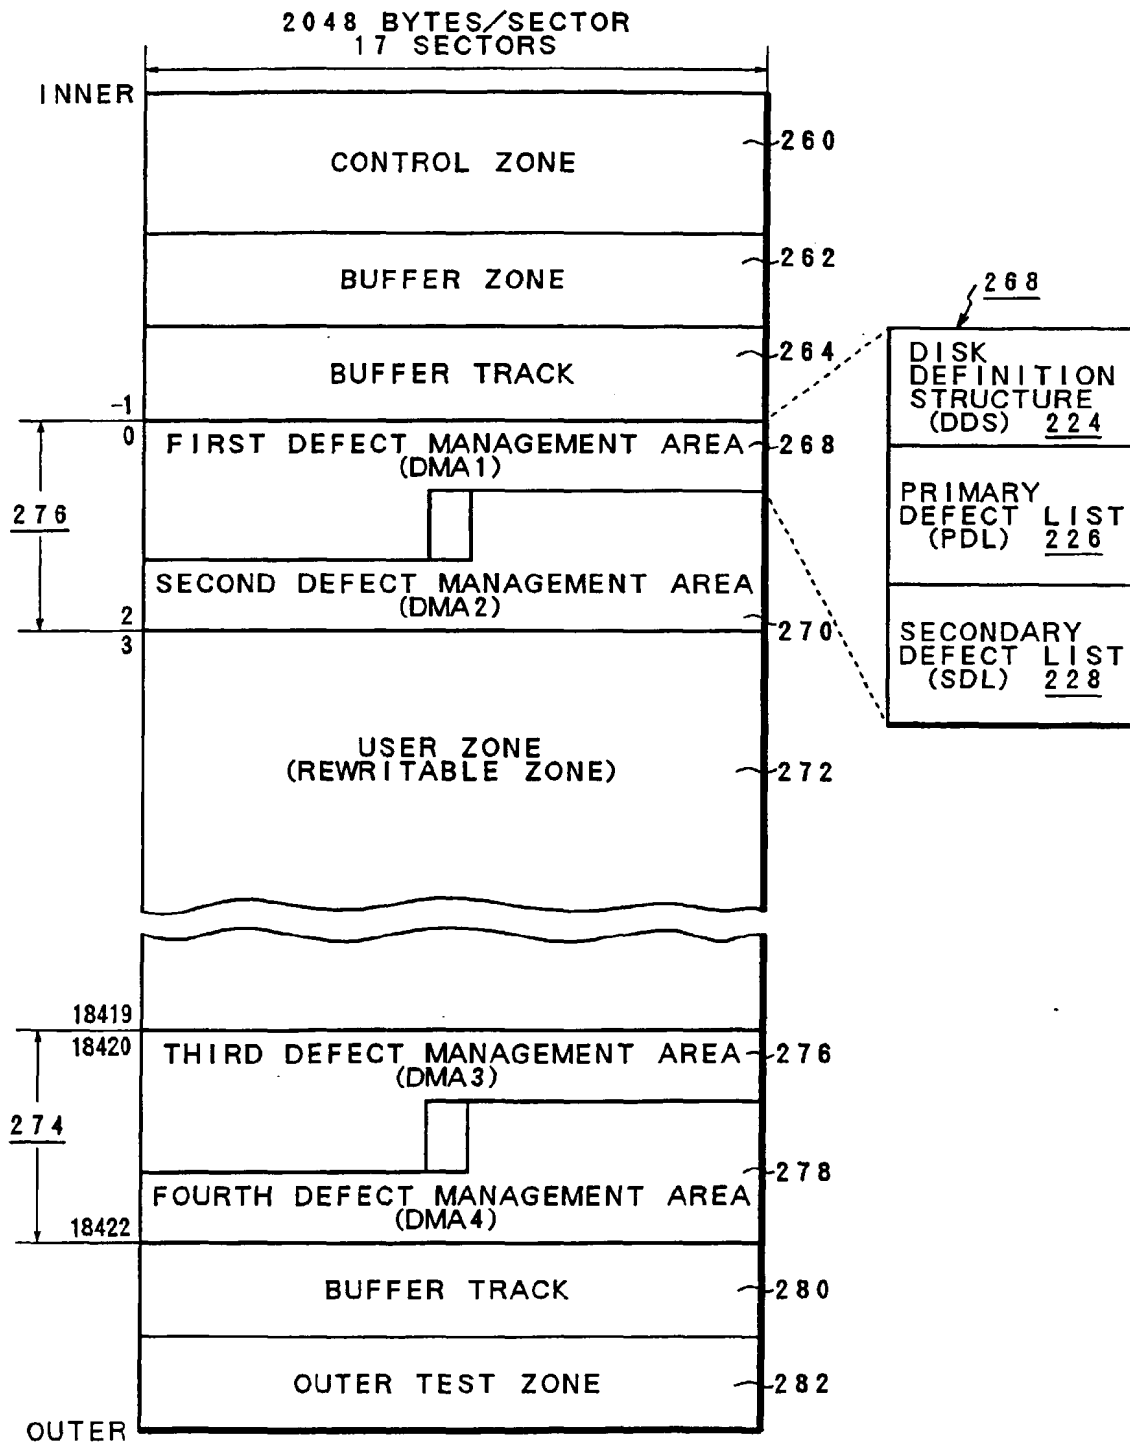 2048 BYTES/SECTOR
17 SECTORS
INNER
260
CONTROL ZONE
262
BUFFER ZONE
268
264
BUFFER TRACK
DISK
DEFINITION
STRUCTURE
(DDS) 224
-1
0
FIRST DEFECT MANAGEMENT AREA
268
(DMA1)
PRIMARY
DEFECT LIST
(PDL) 226
276
SECOND DEFECT MANAGEMENT AREA
(DMA2)
2
270
3
SECONDARY
DEFECT LIST
(SDL) 228
USER ZONE
(REWRITABLE ZONE)
272
18419
18420
THIRD DEFECT MANAGEMENT AREA
276
(DMA3)
274
278
FOURTH DEFECT MANAGEMENT AREA
(DMA4)
18422
BUFFER TRACK
280
OUTER TEST ZONE
282
OUTER